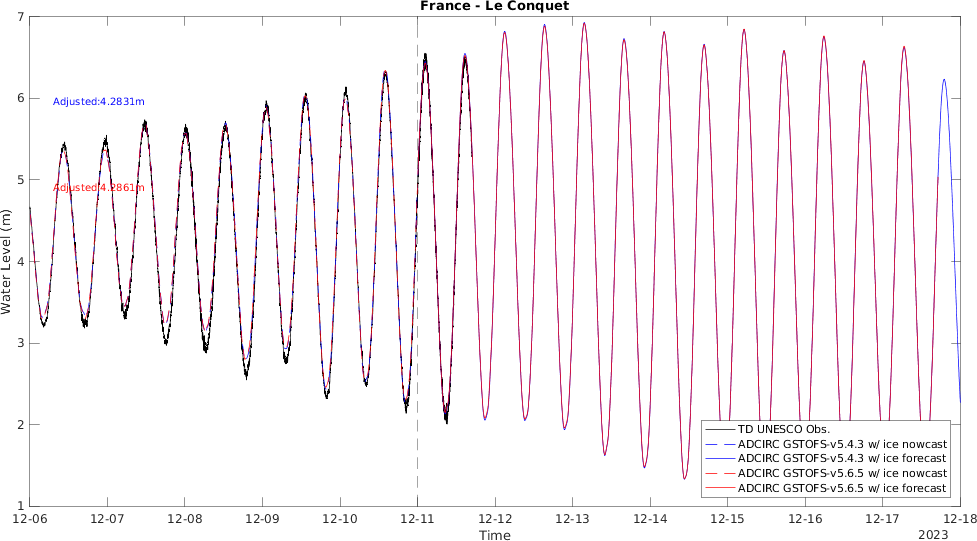 France - Le Conquet
7
6
5
4
3
2
1
Water Level (m)
Adjusted:4.2831m
Adjusted:4.2861m
TD UNESCO Obs.
ADCIRC GSTOFS-v5.4.3 w/ ice nowcast
ADCIRC GSTOFS-v5.4.3 w/ ice forecast
ADCIRC GSTOFS-v5.6.5 w/ ice nowcast
ADCIRC GSTOFS-v5.6.5 w/ ice forecast
12-06 12-07 12-08 12-09 12-10 12-11 12-12 12-13 12-14 12-15 12-16 12-17 12-18
Time
2023